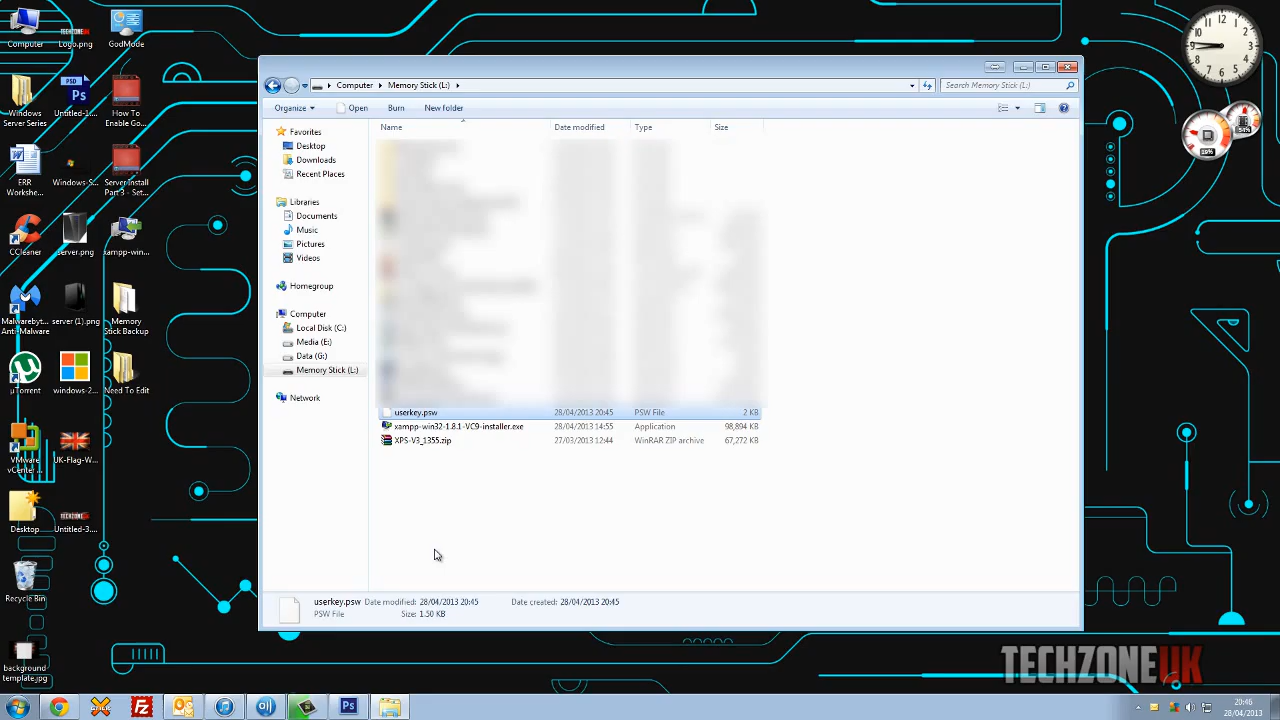 Computer
Logo.png
GodMode
Windows
Server Series
Untitled-1....
How To
Enable Go...
ERR
Workshe...
Windows-S...
Server Install
Part 3 - Set...
CCleaner
server.png
xampp-win...
Malwarebyt...
Anti-Malware
server (1).png
Memory
Stick Backup
µTorrent
windows-2...
Need To Edit
VMware
vCenter ...
UK-Flag-W...
Desktop
Untitled-3....
Recycle Bin
background
template.jpg
Computer
Memory Stick (L:)
Search Memory Stick (L:)
Organize
Open
Burn
New folder
Favorites
Desktop
Downloads
Recent Places
Libraries
Documents
Music
Pictures
Videos
Homegroup
Computer
Local Disk (C:)
Media (E:)
Data (G:)
Memory Stick (L:)
Network
Name
Date modified
Type
Size
userkey.psw 28/04/2013 20:45 PSW File 2 KB
xampp-win32-1.8.1-VC9-installer.exe 28/04/2013 14:55 Application 98,894 KB
XPS-V3_1355.zip 27/03/2013 12:44 WinRAR ZIP archive 67,272 KB
userkey.psw Date modified: 28/04/2013 20:45 Date created: 28/04/2013 20:45
PSW File Size: 1.50 KB
TECHZONEUK
20:46
28/04/2013